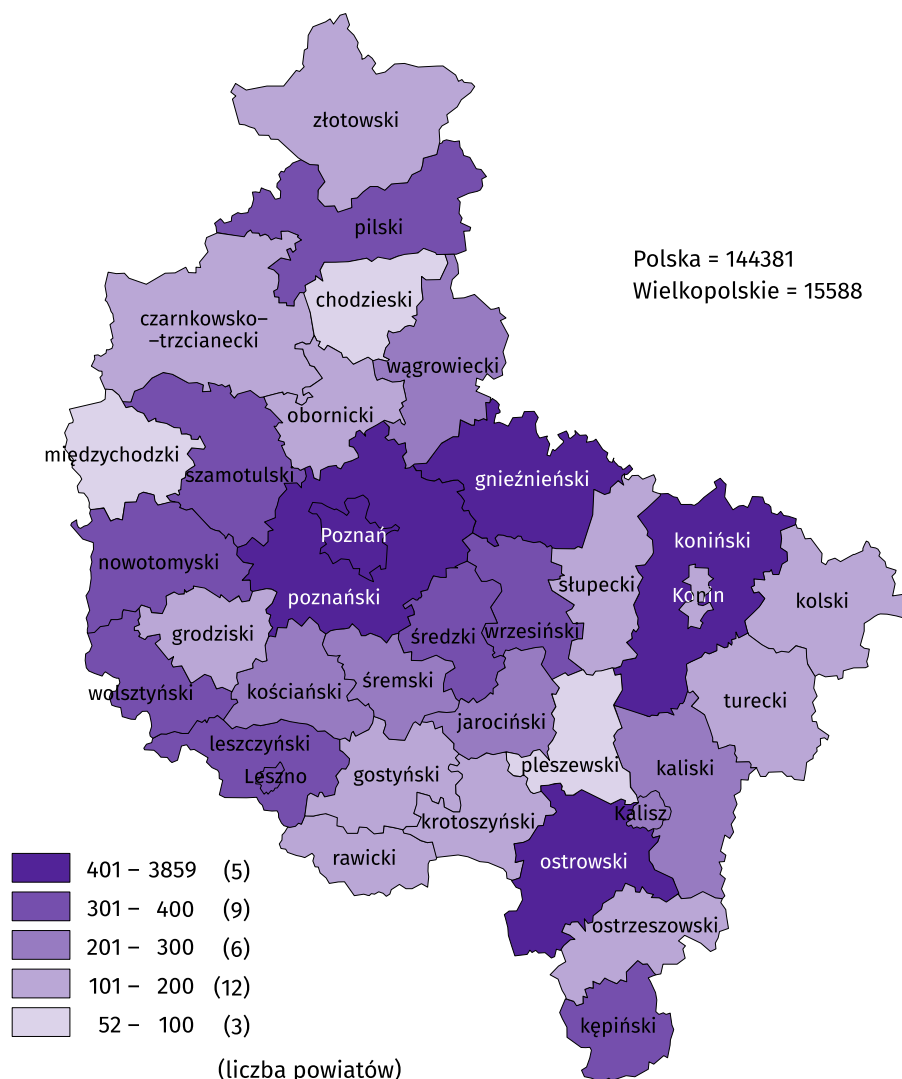 złotowski
pilski
Polska = 144381
Wielkopolskie = 15588
chodzieski
czarnkowsko–
–trzcianecki
wągrowiecki
obornicki
międzychodzki
szamotulski
gnieźnieński
Poznań
koniński
nowotomyski
słupecki
Konin
poznański
kolski
grodziski
średzki
wrzesiński
wolsztyński
kościański
śremski
turecki
jarociński
leszczyński
pleszewski
kaliski
Leszno
gostyński
Kalisz
krotoszyński
rawicki
ostrowski
ostrzeszowski
kępiński
401 – 3859 (5)
301 – 400 (9)
201 – 300 (6)
101 – 200 (12)
52 – 100 (3)
(liczba powiatów)